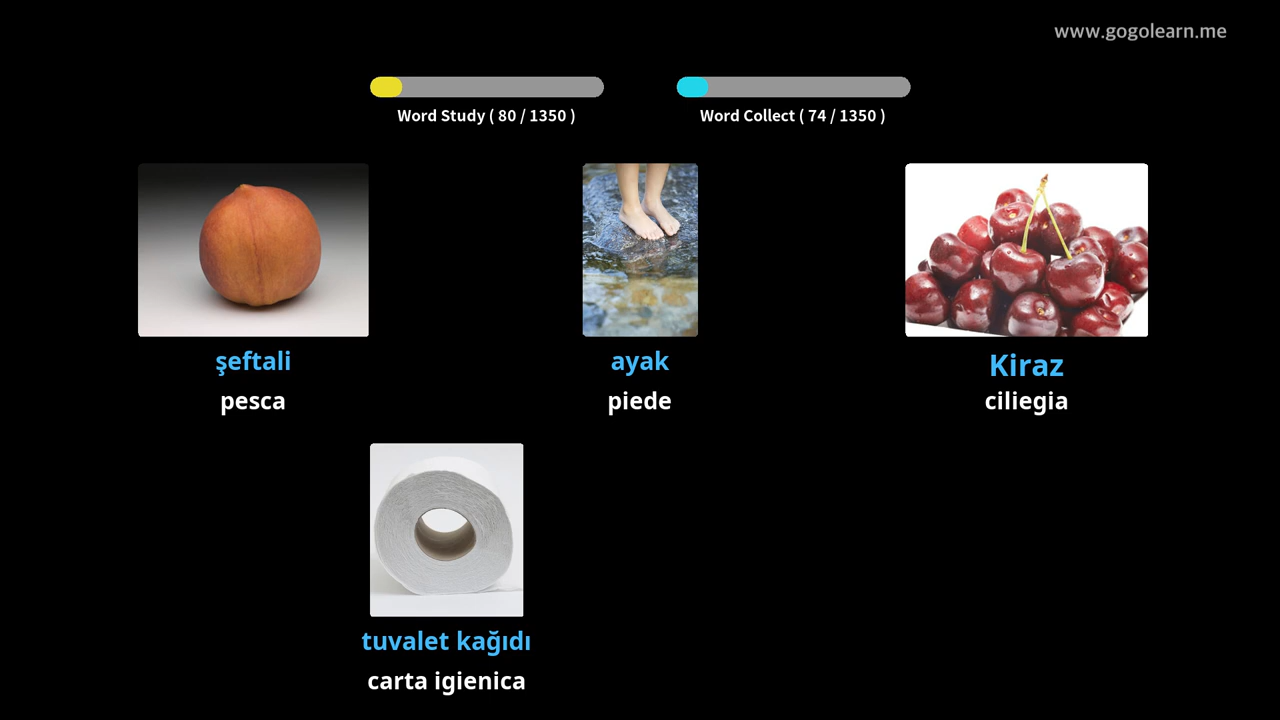 www.gogolearn.me
Word Study ( 80 / 1350 )
Word Collect ( 74 / 1350 )
şeftali
pesca
ayak
piede
Kiraz
ciliegia
tuvalet kağıdı
carta igienica